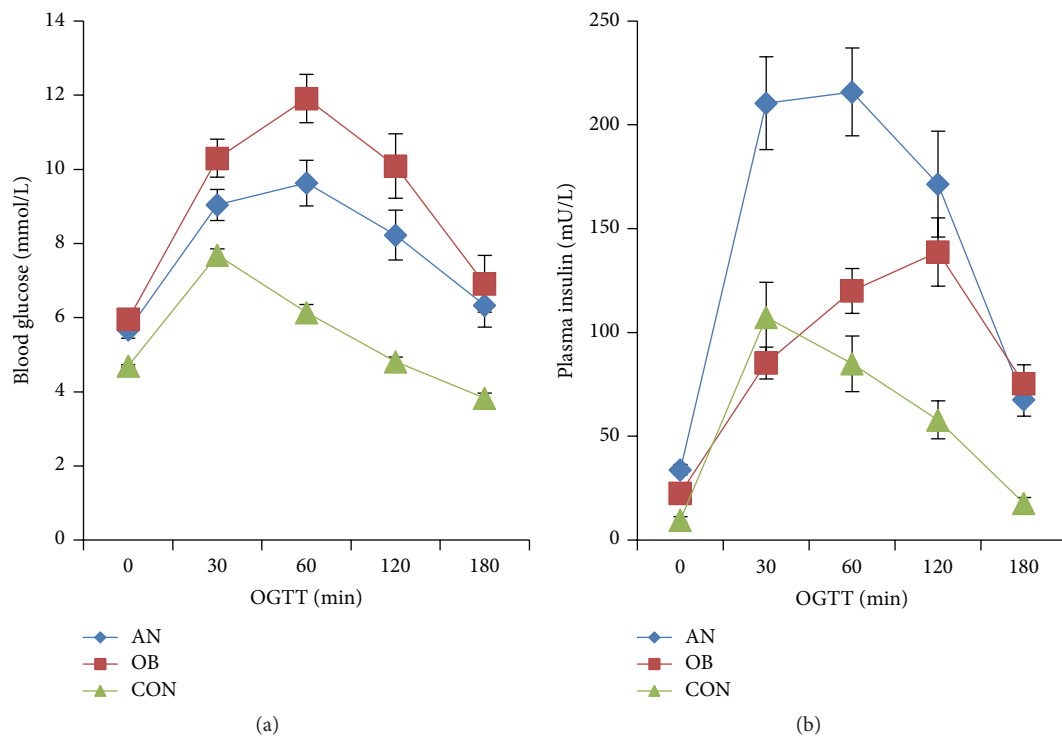 14
12
10
8
6
4
2
0
Blood glucose (mmol/L)
0 30 60 120 180
OGTT (min)
AN
OB
CON
(a)
250
200
150
100
50
0
Plasma insulin (mU/L)
0 30 60 120 180
OGTT (min)
AN
OB
CON
(b)